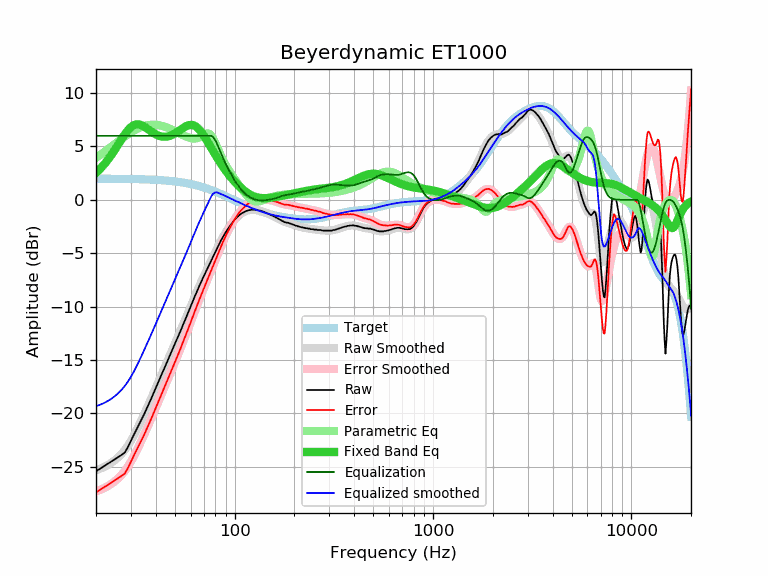 Beyerdynamic ET1000
Amplitude (dBr)
10
5
0
−5
−10
−15
−20
−25
Target
Raw Smoothed
Error Smoothed
Raw
Error
Parametric Eq
Fixed Band Eq
Equalization
Equalized smoothed
100
1000
10000
Frequency (Hz)